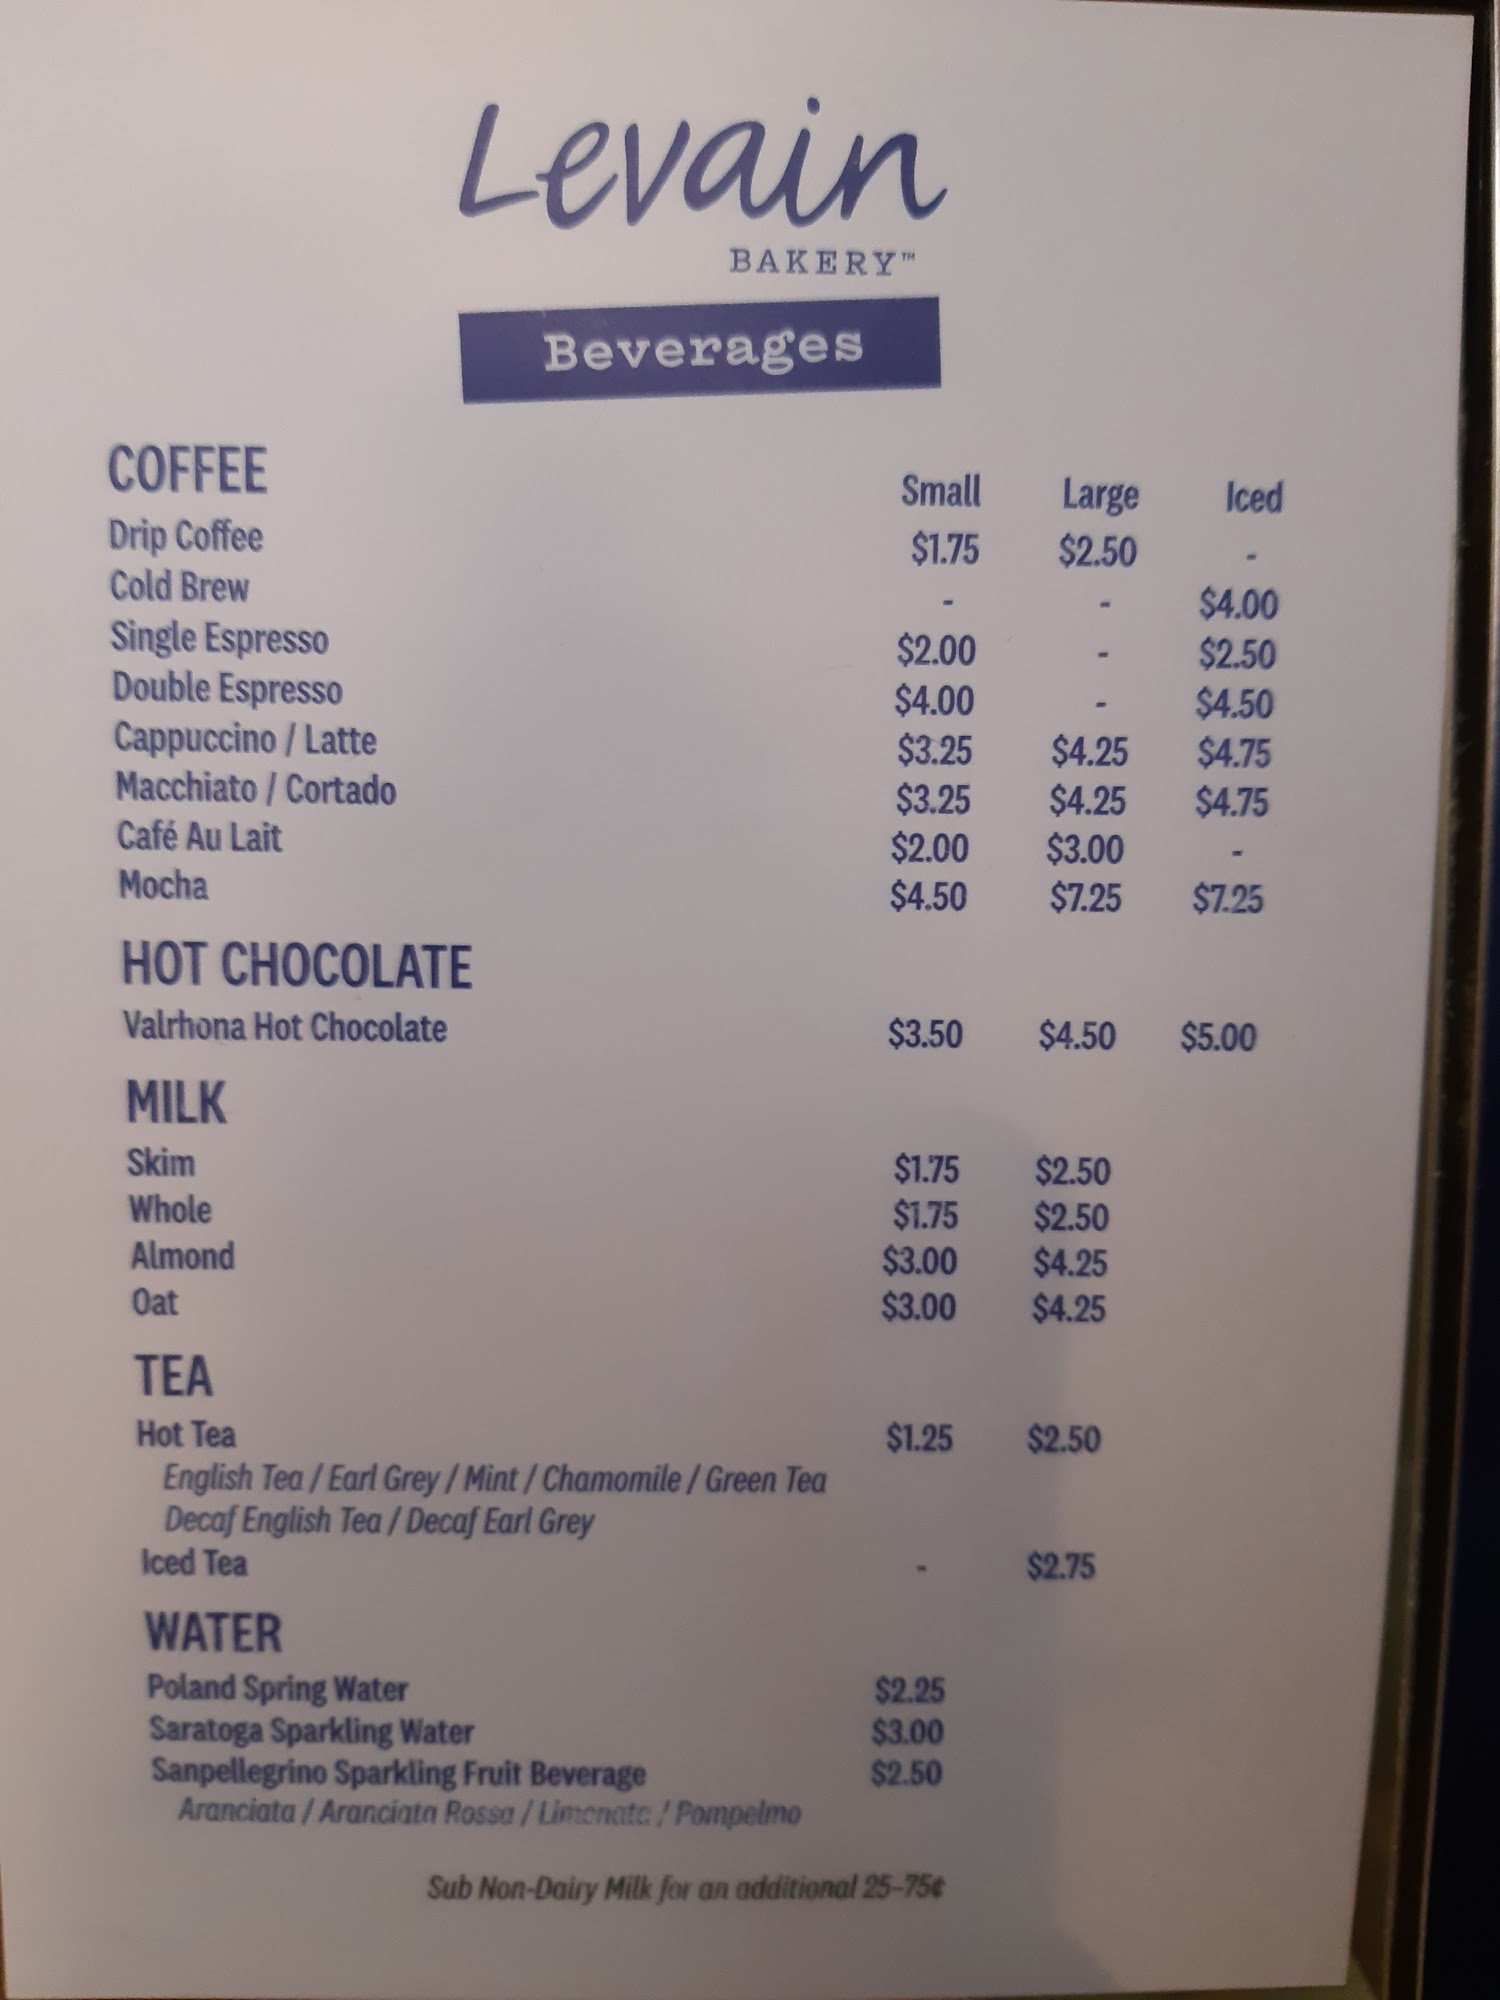 Levain
BAKERY™
Beverages
COFFEE
Small Large Iced
Drip Coffee $1.75 $2.50 -
Cold Brew - - $4.00
Single Espresso $2.00 - $2.50
Double Espresso $4.00 - $4.50
Cappuccino / Latte $3.25 $4.25 $4.75
Macchiato / Cortado $3.25 $4.25 $4.75
Café Au Lait $2.00 $3.00 -
Mocha $4.50 $7.25 $7.25
HOT CHOCOLATE
Valrhona Hot Chocolate $3.50 $4.50 $5.00
MILK
Skim $1.75 $2.50
Whole $1.75 $2.50
Almond $3.00 $4.25
Oat $3.00 $4.25
TEA
Hot Tea $1.25 $2.50
English Tea / Earl Grey / Mint / Chamomile / Green Tea
Decaf English Tea / Decaf Earl Grey
Iced Tea - $2.75
WATER
Poland Spring Water $2.25
Saratoga Sparkling Water $3.00
Sanpellegrino Sparkling Fruit Beverage $2.50
Aranciata / Aranciata Rossa / Limonata / Pompelmo
Sub Non-Dairy Milk for an additional 25-75¢